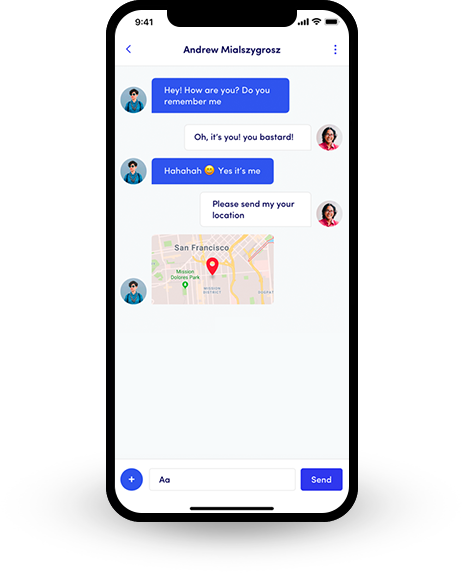 9:41
Andrew Mialszygrosz
Hey! How are you? Do you
remember me
Oh, it's you! you bastard!
Hahahah 😄 Yes it's me
Please send my your
location
San Francisco
Mission
Dolores Park
MISSION
DISTRICT
Aa
Send